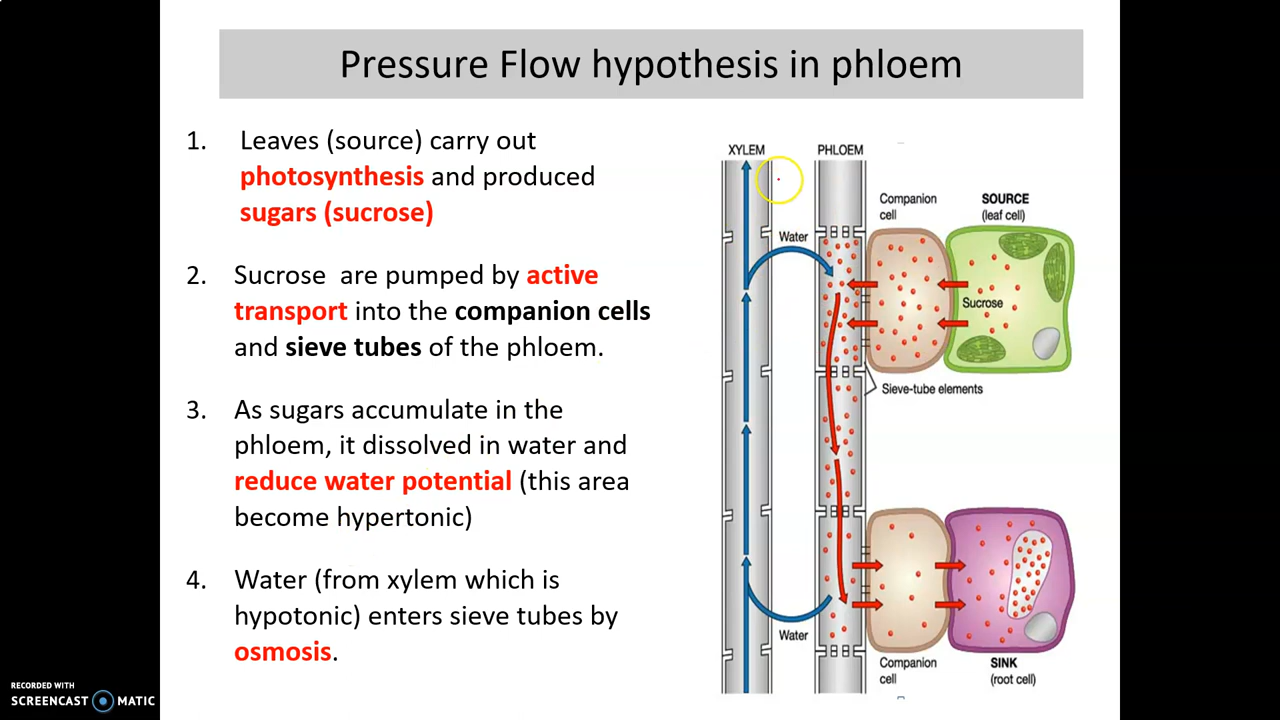 Pressure Flow hypothesis in phloem
1. Leaves (source) carry out
photosynthesis and produced
sugars (sucrose)
2. Sucrose are pumped by active
transport into the companion cells
and sieve tubes of the phloem.
3. As sugars accumulate in the
phloem, it dissolved in water and
reduce water potential (this area
become hypertonic)
4. Water (from xylem which is
hypotonic) enters sieve tubes by
osmosis.
XYLEM
PHLOEM
Companion
cell
SOURCE
(leaf cell)
Water
Sucrose
Sieve-tube elements
Water
Companion
cell
SINK
(root cell)
RECORDED WITH
SCREENCAST MATIC